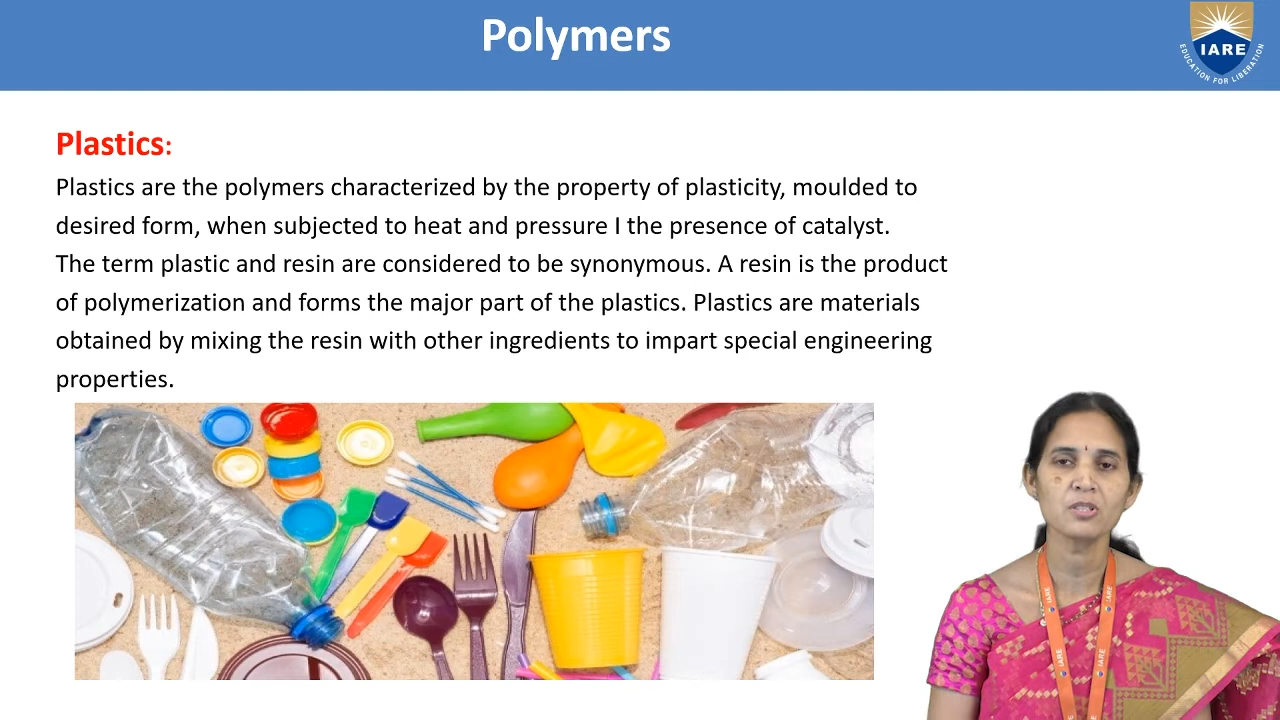 Polymers
IARE
EDUCATION FOR LIBERATION
Plastics:
Plastics are the polymers characterized by the property of plasticity, moulded to
desired form, when subjected to heat and pressure I the presence of catalyst.
The term plastic and resin are considered to be synonymous. A resin is the product
of polymerization and forms the major part of the plastics. Plastics are materials
obtained by mixing the resin with other ingredients to impart special engineering
properties.
IARE
IARE